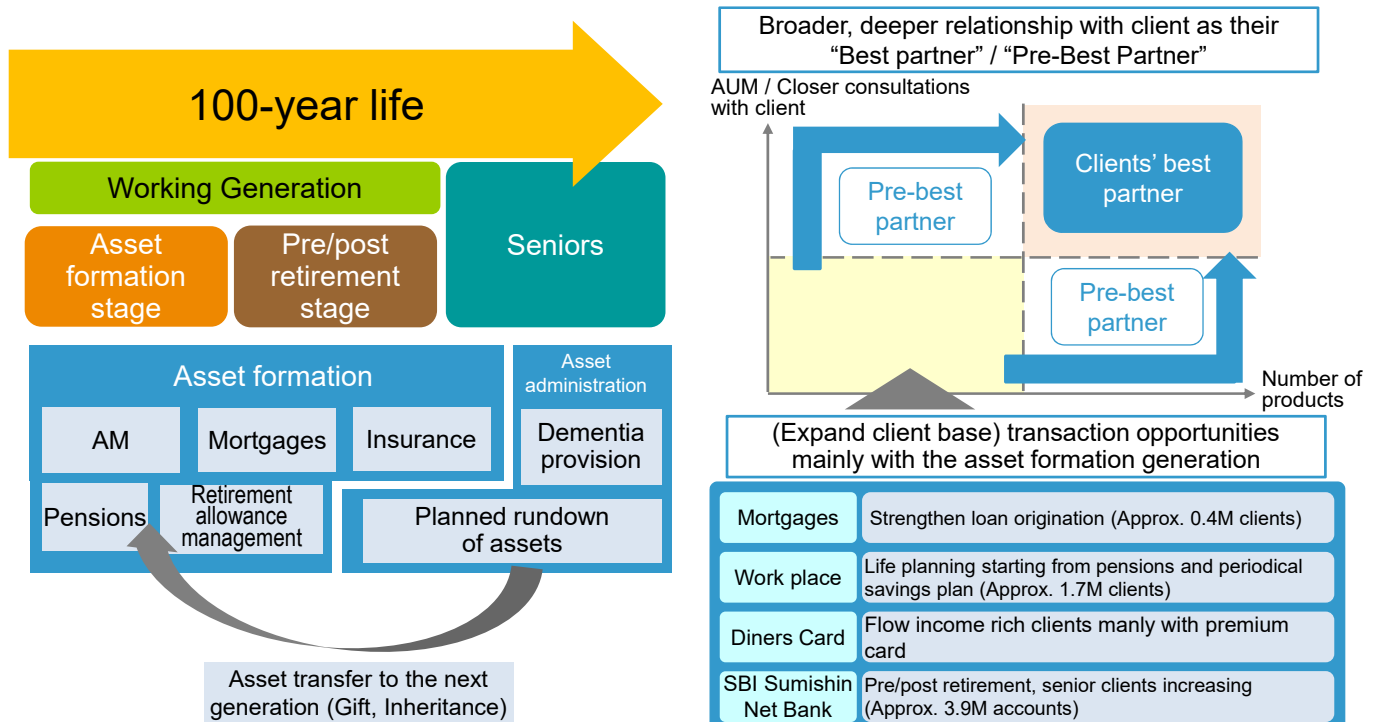 100-year life
Working Generation
Asset
formation
stage
Pre/post
retirement
stage
Seniors
Asset formation
AM
Mortgages
Insurance
Pensions
Retirement
allowance
management
Asset
administration
Dementia
provision
Planned rundown
of assets
Asset transfer to the next
generation (Gift, Inheritance)
Broader, deeper relationship with client as their
“Best partner” / “Pre-Best Partner”
AUM / Closer consultations
with client
Pre-best
partner
Clients’ best
partner
Pre-best
partner
Number of
products
(Expand client base) transaction opportunities
mainly with the asset formation generation
Mortgages
Strengthen loan origination (Approx. 0.4M clients)
Work place
Life planning starting from pensions and periodical
savings plan (Approx. 1.7M clients)
Diners Card
Flow income rich clients manly with premium
card
SBI Sumishin
Net Bank
Pre/post retirement, senior clients increasing
(Approx. 3.9M accounts)